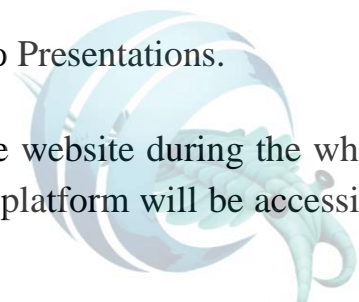 o Presentations.
e website during the wh
platform will be accessi